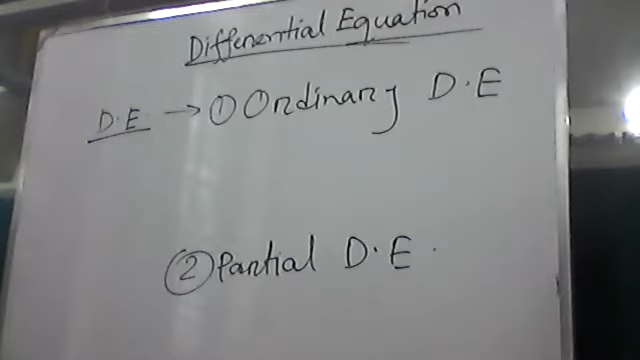 Differential Equation
D.E. → ① Ordinary D.E
② Partial D.E.